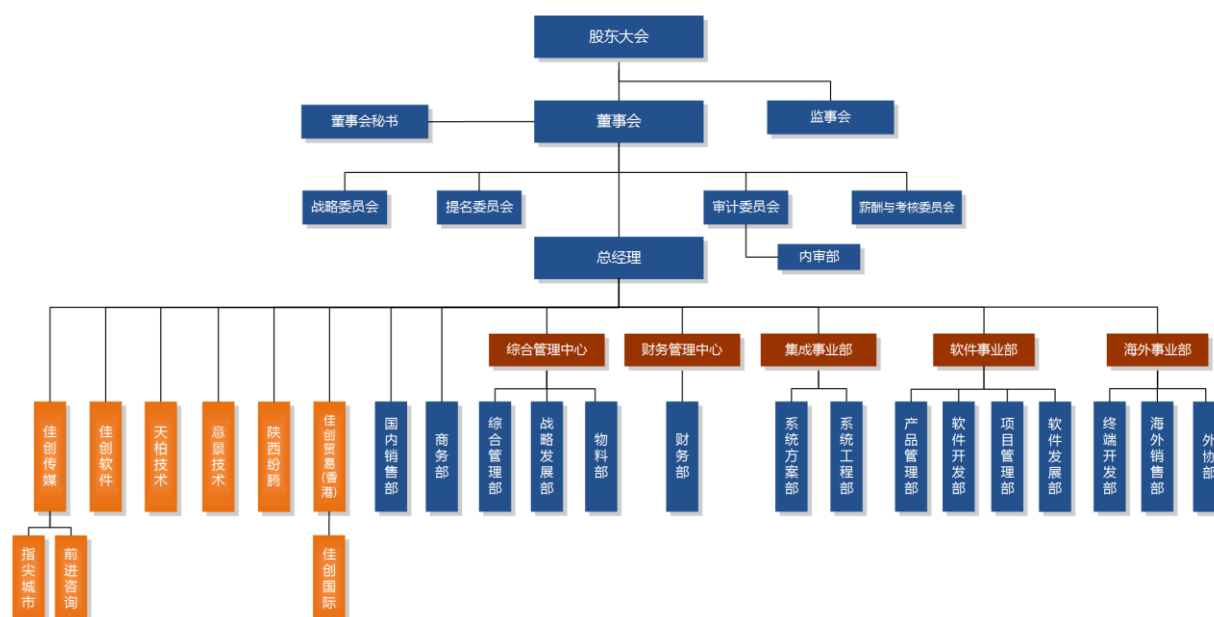 股东大会
董事会秘书
董事会
监事会
战略委员会
提名委员会
审计委员会
薪酬与考核委员会
总经理
内审部
综合管理中心
财务管理中心
集成事业部
软件事业部
海外事业部
佳创传媒
佳创软件
天柏技术
意景技术
陕西纷腾
佳创贸易(香港)
国内销售部
商务部
综合管理部
战略发展部
物料部
财务部
系统方案部
系统工程部
产品管理部
软件开发部
项目管理部
软件发展部
终端开发部
海外销售部
外协部
指尖城市
前进咨询
佳创国际